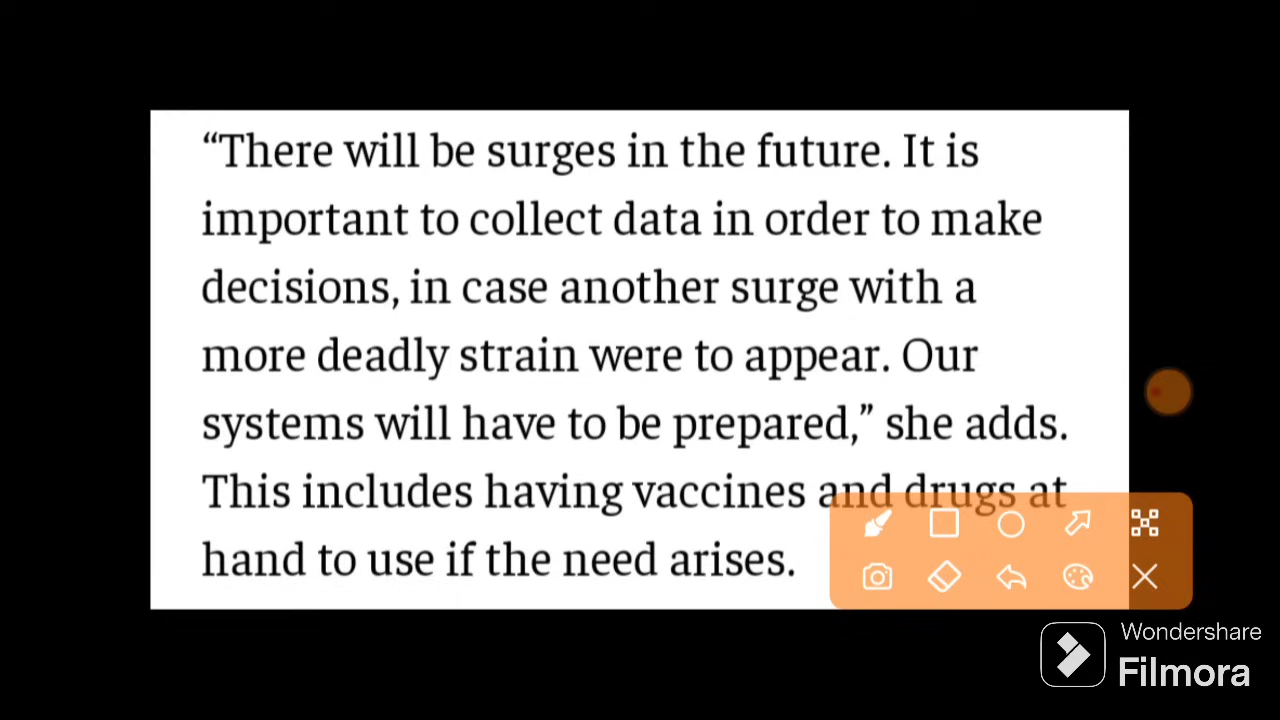 “There will be surges in the future. It is
important to collect data in order to make
decisions, in case another surge with a
more deadly strain were to appear. Our
systems will have to be prepared,” she adds.
This includes having vaccines and drugs at
hand to use if the need arises.
Wondershare
Filmora